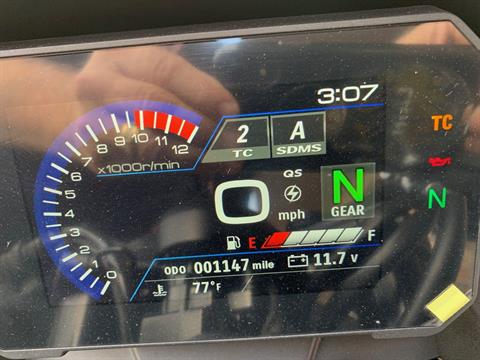 3:07
2 A
TC SDMS
TC
0 1 2 3 4 5 6 7 8 9 10 11 12
x1000r/min
QS
0
mph
N
GEAR
N
E F
ODO 001147 mile 11.7 V
77°F